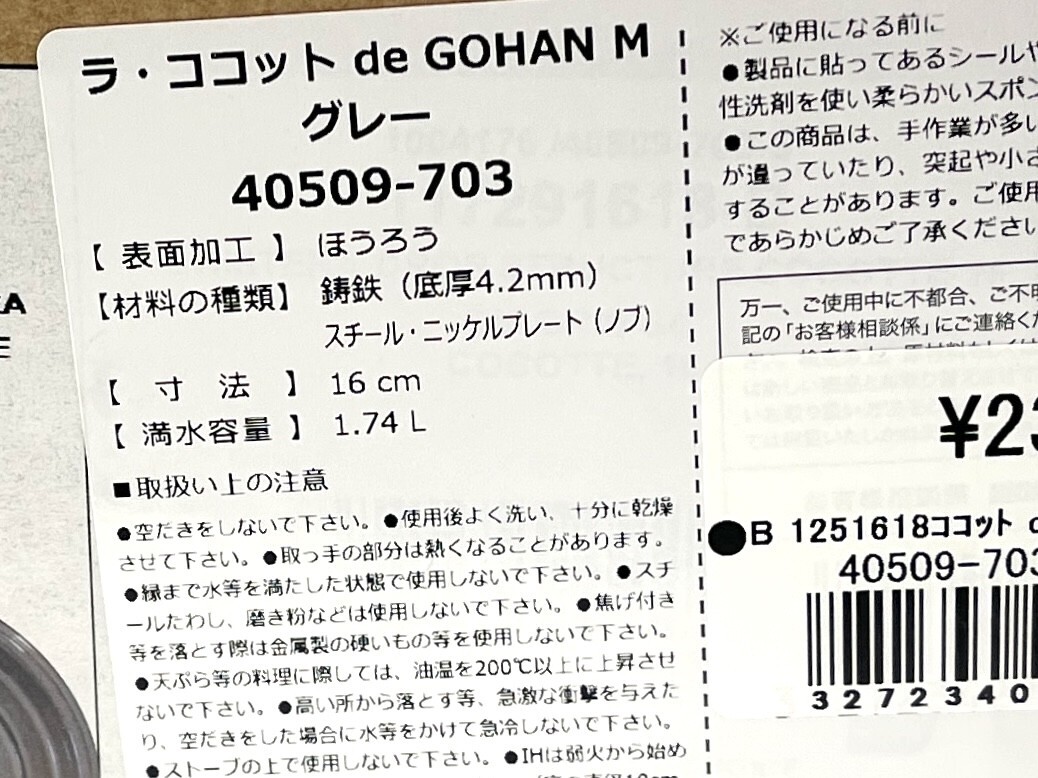 ラ・ココット de GOHAN M
グレー
40509-703
【 表面加工 】 ほうろう
【材料の種類】 鋳鉄（底厚4.2mm）
スチール・ニッケルプレート（ノブ）
【 寸 法 】 16 cm
【 満水容量 】 1.74 L
■取扱い上の注意
●空だきをしないで下さい。●使用後よく洗い、十分に乾燥
させて下さい。●取っ手の部分は熱くなることがあります。
●縁まで水等を満たした状態で使用しないで下さい。●スチ
ールたわし、磨き粉などは使用しないで下さい。●焦げ付き
等を落とす際は金属製の硬いもの等を使用しないで下さい。
●天ぷら等の料理に際しては、油温を200℃以上に上昇させ
ないで下さい。●高い所から落とす等、急激な衝撃を与えた
り、空だきをした場合に水等をかけて急冷しないで下さい。
●ストーブの上で使用しないで下さい。●IHは弱火から始め
※ご使用になる前に
●製品に貼ってあるシールや
性洗剤を使い柔らかいスポン
●この商品は、手作業が多い
が違っていたり、突起や小さ
することがあります。ご使用
であらかじめご了承ください
万一、ご使用中に不都合、ご不明
記の「お客様相談係」にご連絡くだ
¥23
●B 1251618ココット d
40509-703
3272340